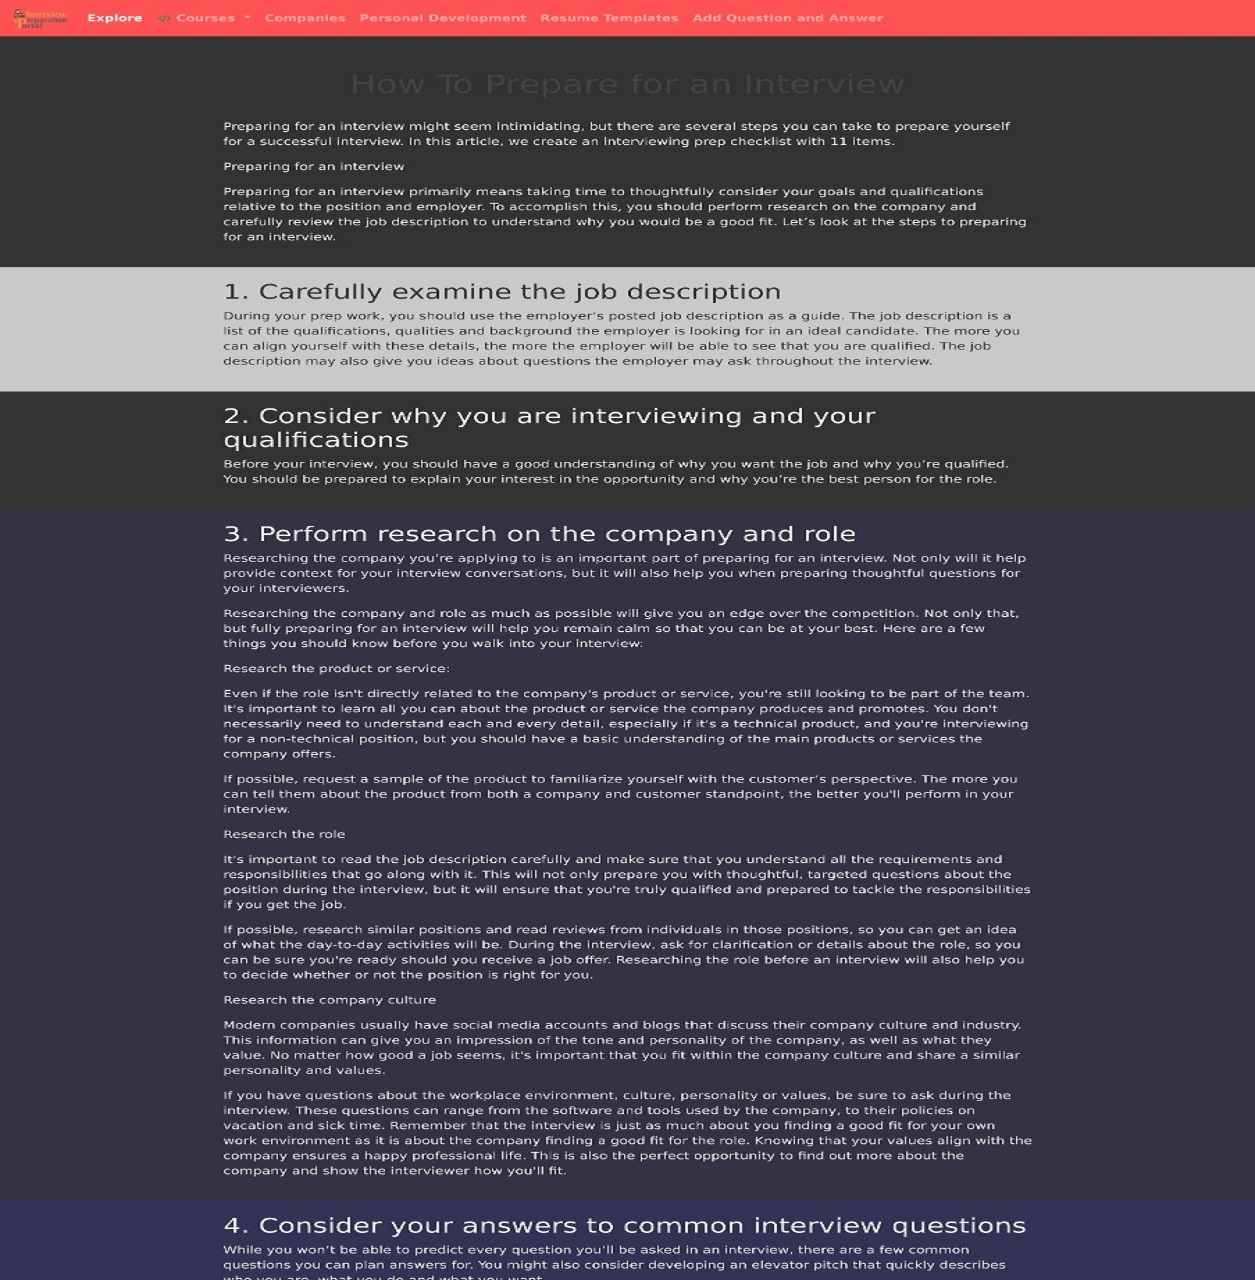 Interview
Preparation
Portal
Explore </> Courses Companies Personal Development Resume Templates Add Question and Answer
How To Prepare for an Interview
Preparing for an interview might seem intimidating, but there are several steps you can take to prepare yourself
for a successful interview. In this article, we create an interviewing prep checklist with 11 items.
Preparing for an interview
Preparing for an interview primarily means taking time to thoughtfully consider your goals and qualifications
relative to the position and employer. To accomplish this, you should perform research on the company and
carefully review the job description to understand why you would be a good fit. Let’s look at the steps to preparing
for an interview.
1. Carefully examine the job description
During your prep work, you should use the employer’s posted job description as a guide. The job description is a
list of the qualifications, qualities and background the employer is looking for in an ideal candidate. The more you
can align yourself with these details, the more the employer will be able to see that you are qualified. The job
description may also give you ideas about questions the employer may ask throughout the interview.
2. Consider why you are interviewing and your
qualifications
Before your interview, you should have a good understanding of why you want the job and why you’re qualified.
You should be prepared to explain your interest in the opportunity and why you’re the best person for the role.
3. Perform research on the company and role
Researching the company you’re applying to is an important part of preparing for an interview. Not only will it help
provide context for your interview conversations, but it will also help you when preparing thoughtful questions for
your interviewers.
Researching the company and role as much as possible will give you an edge over the competition. Not only that,
but fully preparing for an interview will help you remain calm so that you can be at your best. Here are a few
things you should know before you walk into your interview:
Research the product or service:
Even if the role isn't directly related to the company's product or service, you're still looking to be part of the team.
It's important to learn all you can about the product or service the company produces and promotes. You don't
necessarily need to understand each and every detail, especially if it's a technical product, and you're interviewing
for a non-technical position, but you should have a basic understanding of the main products or services the
company offers.
If possible, request a sample of the product to familiarize yourself with the customer’s perspective. The more you
can tell them about the product from both a company and customer standpoint, the better you'll perform in your
interview.
Research the role
It's important to read the job description carefully and make sure that you understand all the requirements and
responsibilities that go along with it. This will not only prepare you with thoughtful, targeted questions about the
position during the interview, but it will ensure that you're truly qualified and prepared to tackle the responsibilities
if you get the job.
If possible, research similar positions and read reviews from individuals in those positions, so you can get an idea
of what the day-to-day activities will be. During the interview, ask for clarification or details about the role, so you
can be sure you're ready should you receive a job offer. Researching the role before an interview will also help you
to decide whether or not the position is right for you.
Research the company culture
Modern companies usually have social media accounts and blogs that discuss their company culture and industry.
This information can give you an impression of the tone and personality of the company, as well as what they
value. No matter how good a job seems, it's important that you fit within the company culture and share a similar
personality and values.
If you have questions about the workplace environment, culture, personality or values, be sure to ask during the
interview. These questions can range from the software and tools used by the company, to their policies on
vacation and sick time. Remember that the interview is just as much about you finding a good fit for your own
work environment as it is about the company finding a good fit for the role. Knowing that your values align with the
company ensures a happy professional life. This is also the perfect opportunity to find out more about the
company and show the interviewer how you'll fit.
4. Consider your answers to common interview questions
While you won’t be able to predict every question you'll be asked in an interview, there are a few common
questions you can plan answers for. You might also consider developing an elevator pitch that quickly describes
who you are, what you do and what you want.